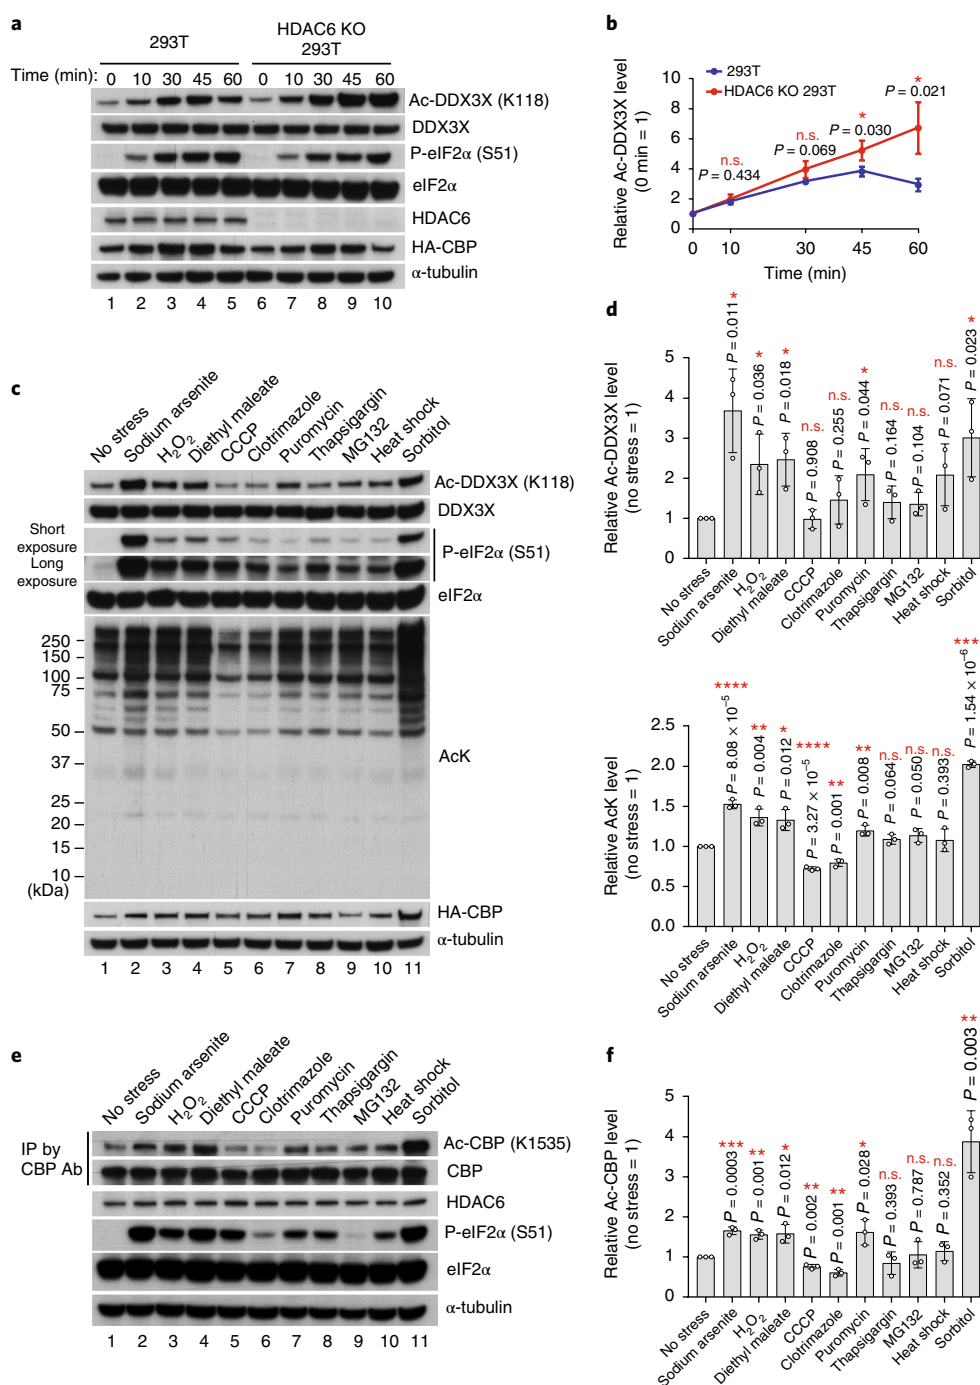 a
293T
HDAC6 KO
293T
Time (min):
0 10 30 45 60 0 10 30 45 60
Ac-DDX3X (K118)
DDX3X
P-eIF2α (S51)
eIF2α
HDAC6
HA-CBP
α-tubulin
1 2 3 4 5 6 7 8 9 10
b
Relative Ac-DDX3X level
(0 min = 1)
10
8
6
4
2
0
293T
HDAC6 KO 293T
n.s.
P = 0.434
n.s.
P = 0.069
*
P = 0.030
*
P = 0.021
0 10 30 45 60
Time (min)
c
No stress
Sodium arsenite
H2O2
Diethyl maleate
CCCP
Clotrimazole
Puromycin
Thapsigargin
MG132
Heat shock
Sorbitol
Ac-DDX3X (K118)
DDX3X
Short
exposure
Long
exposure
P-eIF2α (S51)
eIF2α
250
150
100
75
50
37
25
20
15
10
(kDa)
AcK
HA-CBP
α-tubulin
1 2 3 4 5 6 7 8 9 10 11
d
Relative Ac-DDX3X level
(no stress = 1)
5
4
3
2
1
0
P = 0.011 *
P = 0.036 *
P = 0.018 *
P = 0.908 n.s.
P = 0.255 n.s.
P = 0.044 *
P = 0.164 n.s.
P = 0.104 n.s.
P = 0.071 n.s.
P = 0.023 *
No stress
Sodium arsenite
H2O2
Diethyl maleate
CCCP
Clotrimazole
Puromycin
Thapsigargin
MG132
Heat shock
Sorbitol
Relative AcK level
(no stress = 1)
2.5
2.0
1.5
1.0
0.5
0.0
P = 8.08 × 10−5 ****
P = 0.004 **
P = 0.012 *
P = 3.27 × 10−5 ****
P = 0.001 **
P = 0.008 **
P = 0.064 n.s.
P = 0.050 n.s.
P = 0.393 n.s.
P = 1.54 × 10−6 ***
No stress
Sodium arsenite
H2O2
Diethyl maleate
CCCP
Clotrimazole
Puromycin
Thapsigargin
MG132
Heat shock
Sorbitol
e
No stress
Sodium arsenite
H2O2
Diethyl maleate
CCCP
Clotrimazole
Puromycin
Thapsigargin
MG132
Heat shock
Sorbitol
IP by
CBP Ab
Ac-CBP (K1535)
CBP
HDAC6
P-eIF2α (S51)
eIF2α
α-tubulin
1 2 3 4 5 6 7 8 9 10 11
f
Relative Ac-CBP level
(no stress = 1)
5
4
3
2
1
0
P = 0.0003 ***
P = 0.001 **
P = 0.012 *
P = 0.002 **
P = 0.001 **
P = 0.028 *
P = 0.393 n.s.
P = 0.787 n.s.
P = 0.352 n.s.
P = 0.003 **
No stress
Sodium arsenite
H2O2
Diethyl maleate
CCCP
Clotrimazole
Puromycin
Thapsigargin
MG132
Heat shock
Sorbitol